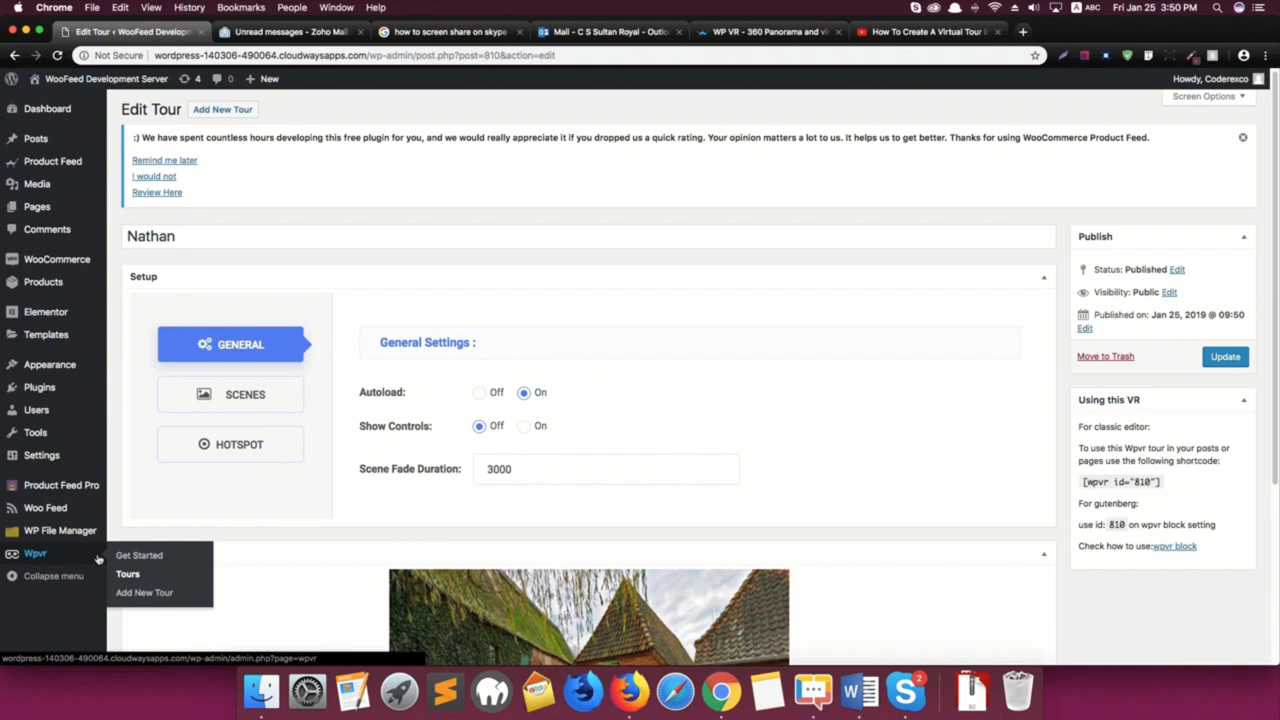 Chrome File Edit View History Bookmarks People Window Help
ABC Fri Jan 25 3:50 PM
Edit Tour ‹ WooFeed Developm
Unread messages - Zoho Mail
how to screen share on skype
Mail - C S Sultan Royal - Outlo
WP VR - 360 Panorama and vi
How To Create A Virtual Tour I
Not Secure wordpress-140306-490064.cloudwaysapps.com/wp-admin/post.php?post=810&action=edit
WooFeed Development Server 4 0 New
Howdy, Coderexco
Dashboard
Posts
Product Feed
Media
Pages
Comments
WooCommerce
Products
Elementor
Templates
Appearance
Plugins
Users
Tools
Settings
Product Feed Pro
Woo Feed
WP File Manager
Wpvr
Collapse menu
Get Started
Tours
Add New Tour
Edit Tour Add New Tour
Screen Options
:) We have spent countless hours developing this free plugin for you, and we would really appreciate it if you dropped us a quick rating. Your opinion matters a lot to us. It helps us to get better. Thanks for using WooCommerce Product Feed.
Remind me later
I would not
Review Here
Nathan
Setup
GENERAL
SCENES
HOTSPOT
General Settings :
Autoload: Off On
Show Controls: Off On
Scene Fade Duration: 3000
Publish
Status: Published Edit
Visibility: Public Edit
Published on: Jan 25, 2019 @ 09:50
Edit
Move to Trash Update
Using this VR
For classic editor:
To use this Wpvr tour in your posts or
pages use the following shortcode:
[wpvr id="810"]
For gutenberg:
use id: 810 on wpvr block setting
Check how to use:wpvr block
wordpress-140306-490064.cloudwaysapps.com/wp-admin/admin.php?page=wpvr
2